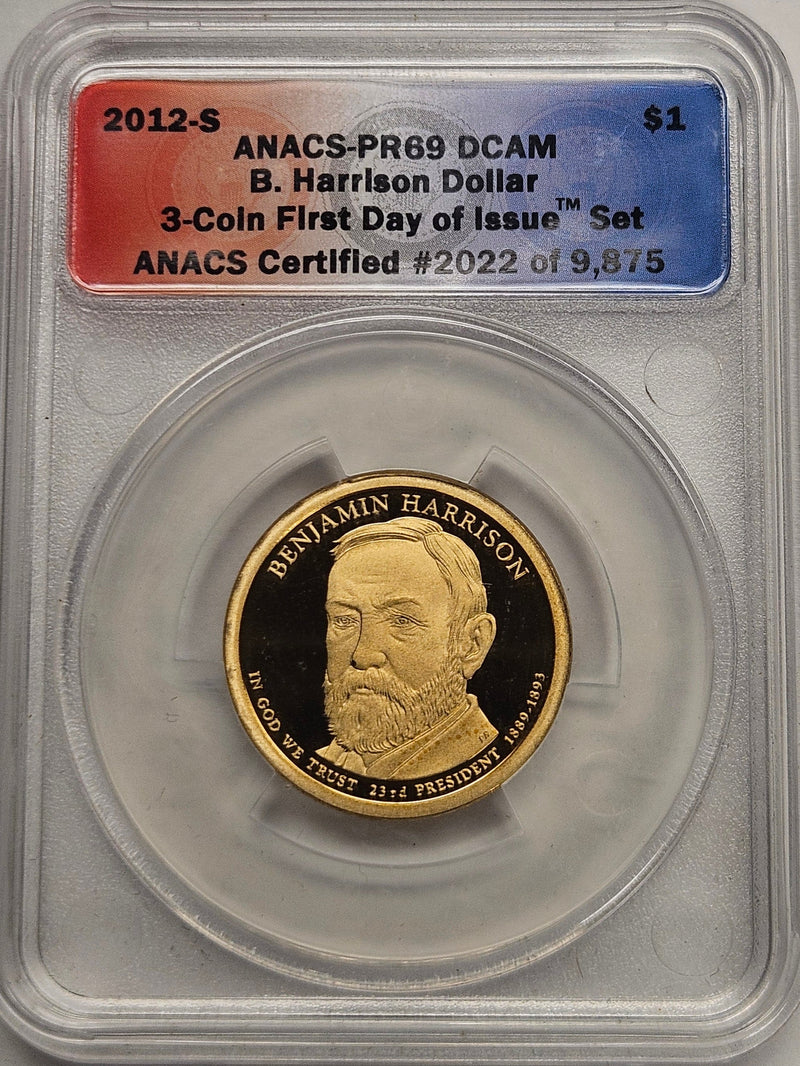 2012-S $1
ANACS-PR69 DCAM
B. Harrison Dollar
3-Coin First Day of Issue™ Set
ANACS Certified #2022 of 9,875
BENJAMIN HARRISON
IN GOD WE TRUST 23rd PRESIDENT 1889-1893